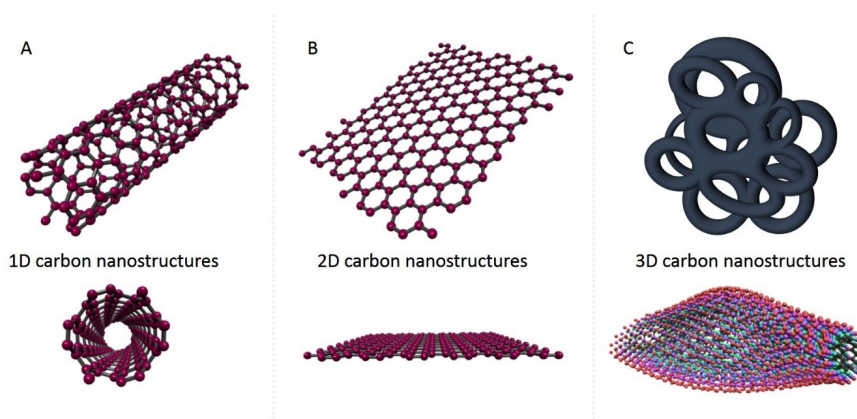 A
B
C
1D carbon nanostructures
2D carbon nanostructures
3D carbon nanostructures